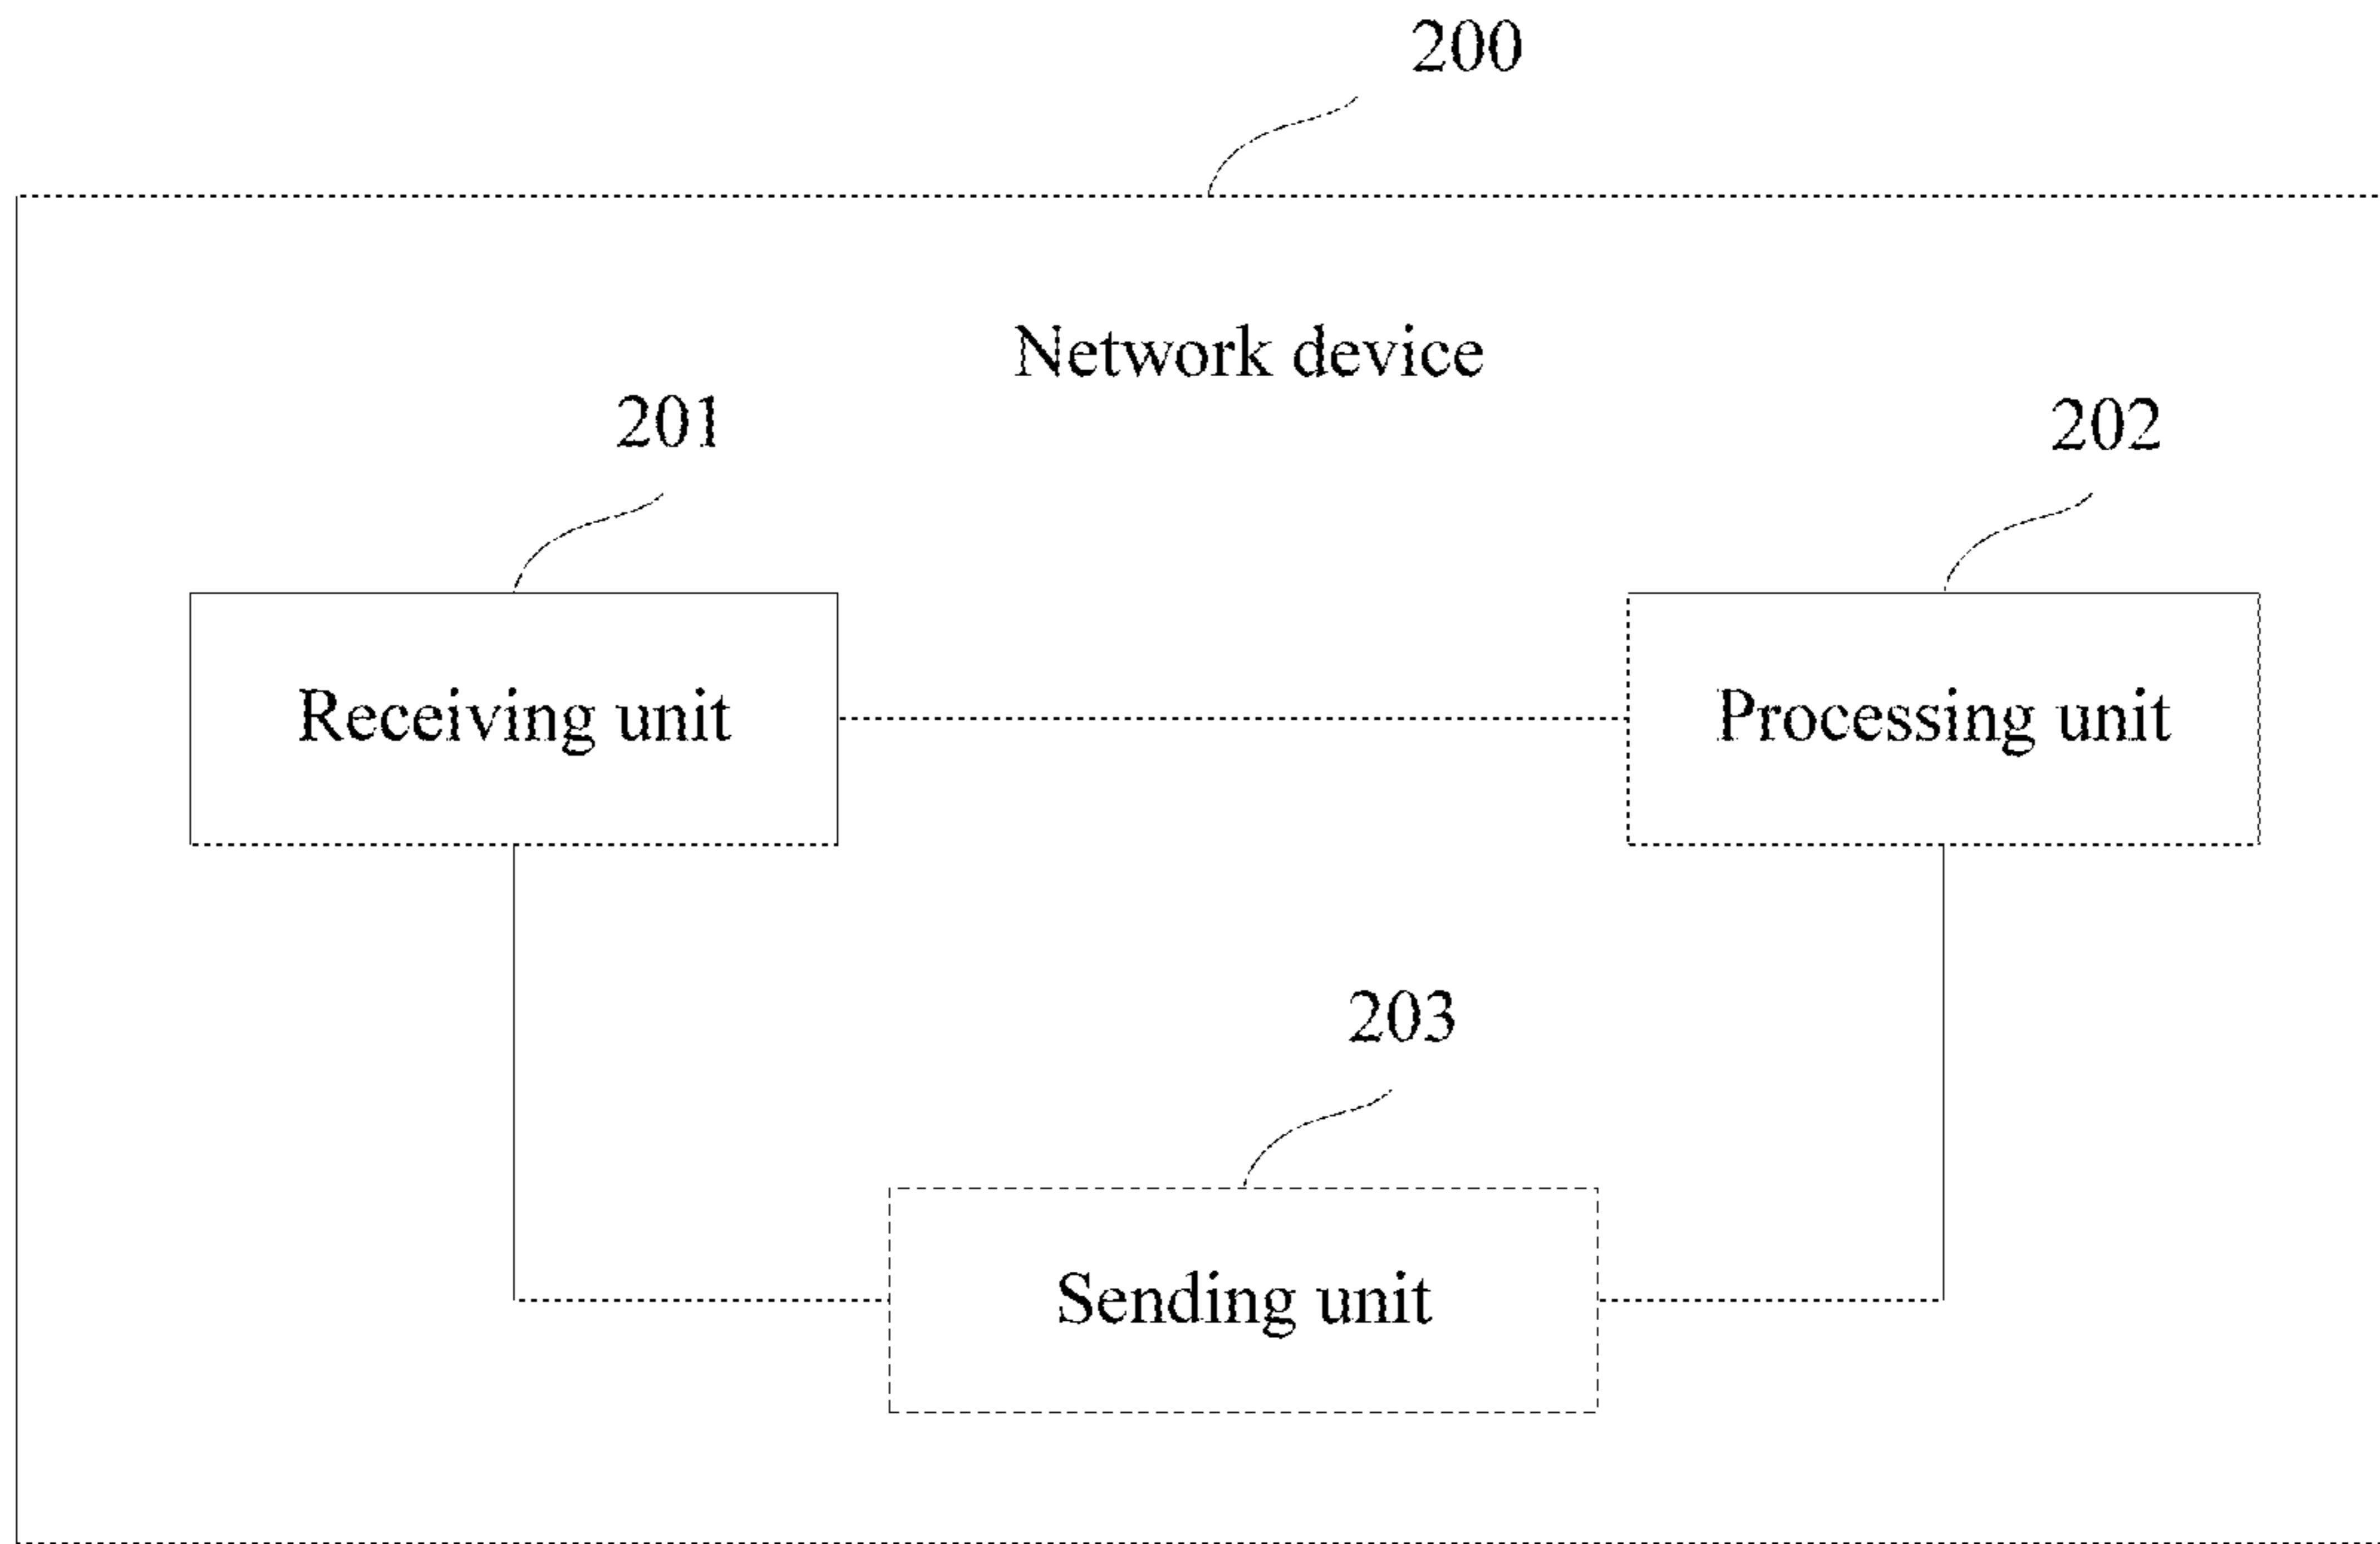 200
Network device
201
202
Receiving unit
Processing unit
203
Sending unit